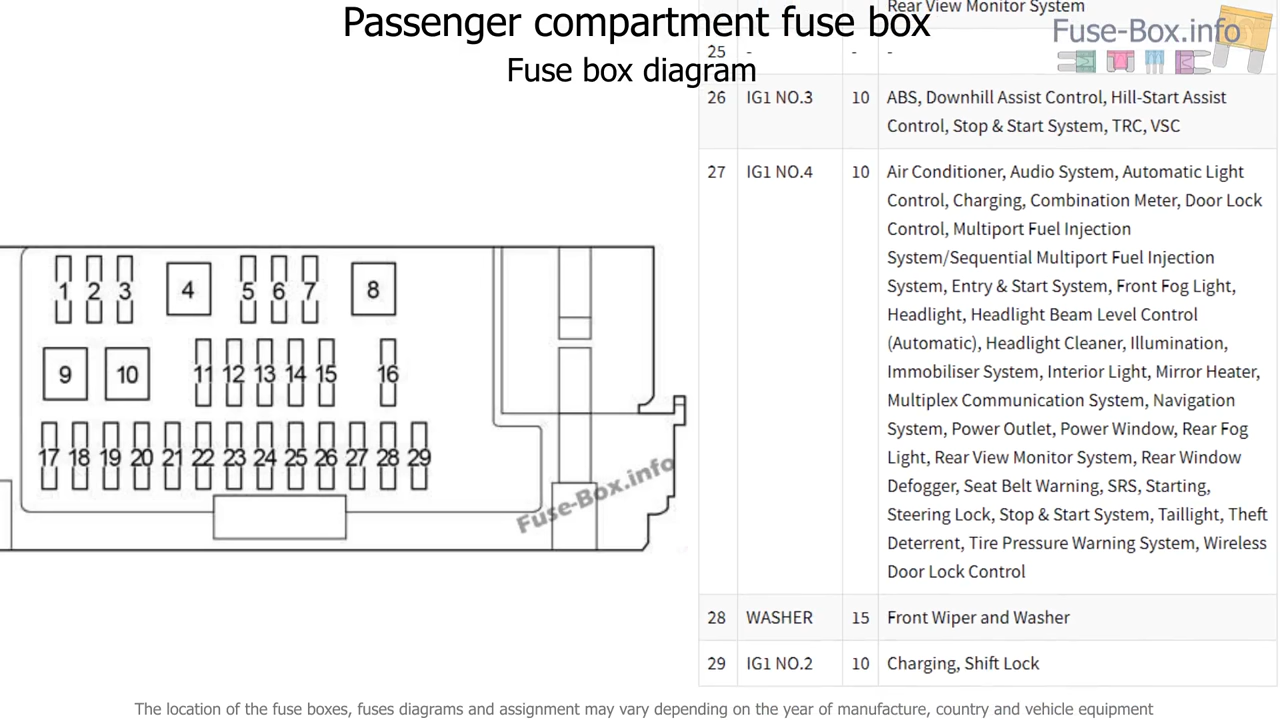 Passenger compartment fuse box
Fuse box diagram
Fuse-Box.info
Rear View Monitor System
25 - - -
26 IG1 NO.3 10 ABS, Downhill Assist Control, Hill-Start Assist
Control, Stop & Start System, TRC, VSC
27 IG1 NO.4 10 Air Conditioner, Audio System, Automatic Light
Control, Charging, Combination Meter, Door Lock
Control, Multiport Fuel Injection
System/Sequential Multiport Fuel Injection
System, Entry & Start System, Front Fog Light,
Headlight, Headlight Beam Level Control
(Automatic), Headlight Cleaner, Illumination,
Immobiliser System, Interior Light, Mirror Heater,
Multiplex Communication System, Navigation
System, Power Outlet, Power Window, Rear Fog
Light, Rear View Monitor System, Rear Window
Defogger, Seat Belt Warning, SRS, Starting,
Steering Lock, Stop & Start System, Taillight, Theft
Deterrent, Tire Pressure Warning System, Wireless
Door Lock Control
28 WASHER 15 Front Wiper and Washer
29 IG1 NO.2 10 Charging, Shift Lock
1 2 3 4 5 6 7 8
9 10 11 12 13 14 15 16
17 18 19 20 21 22 23 24 25 26 27 28 29
Fuse-Box.info
The location of the fuse boxes, fuses diagrams and assignment may vary depending on the year of manufacture, country and vehicle equipment